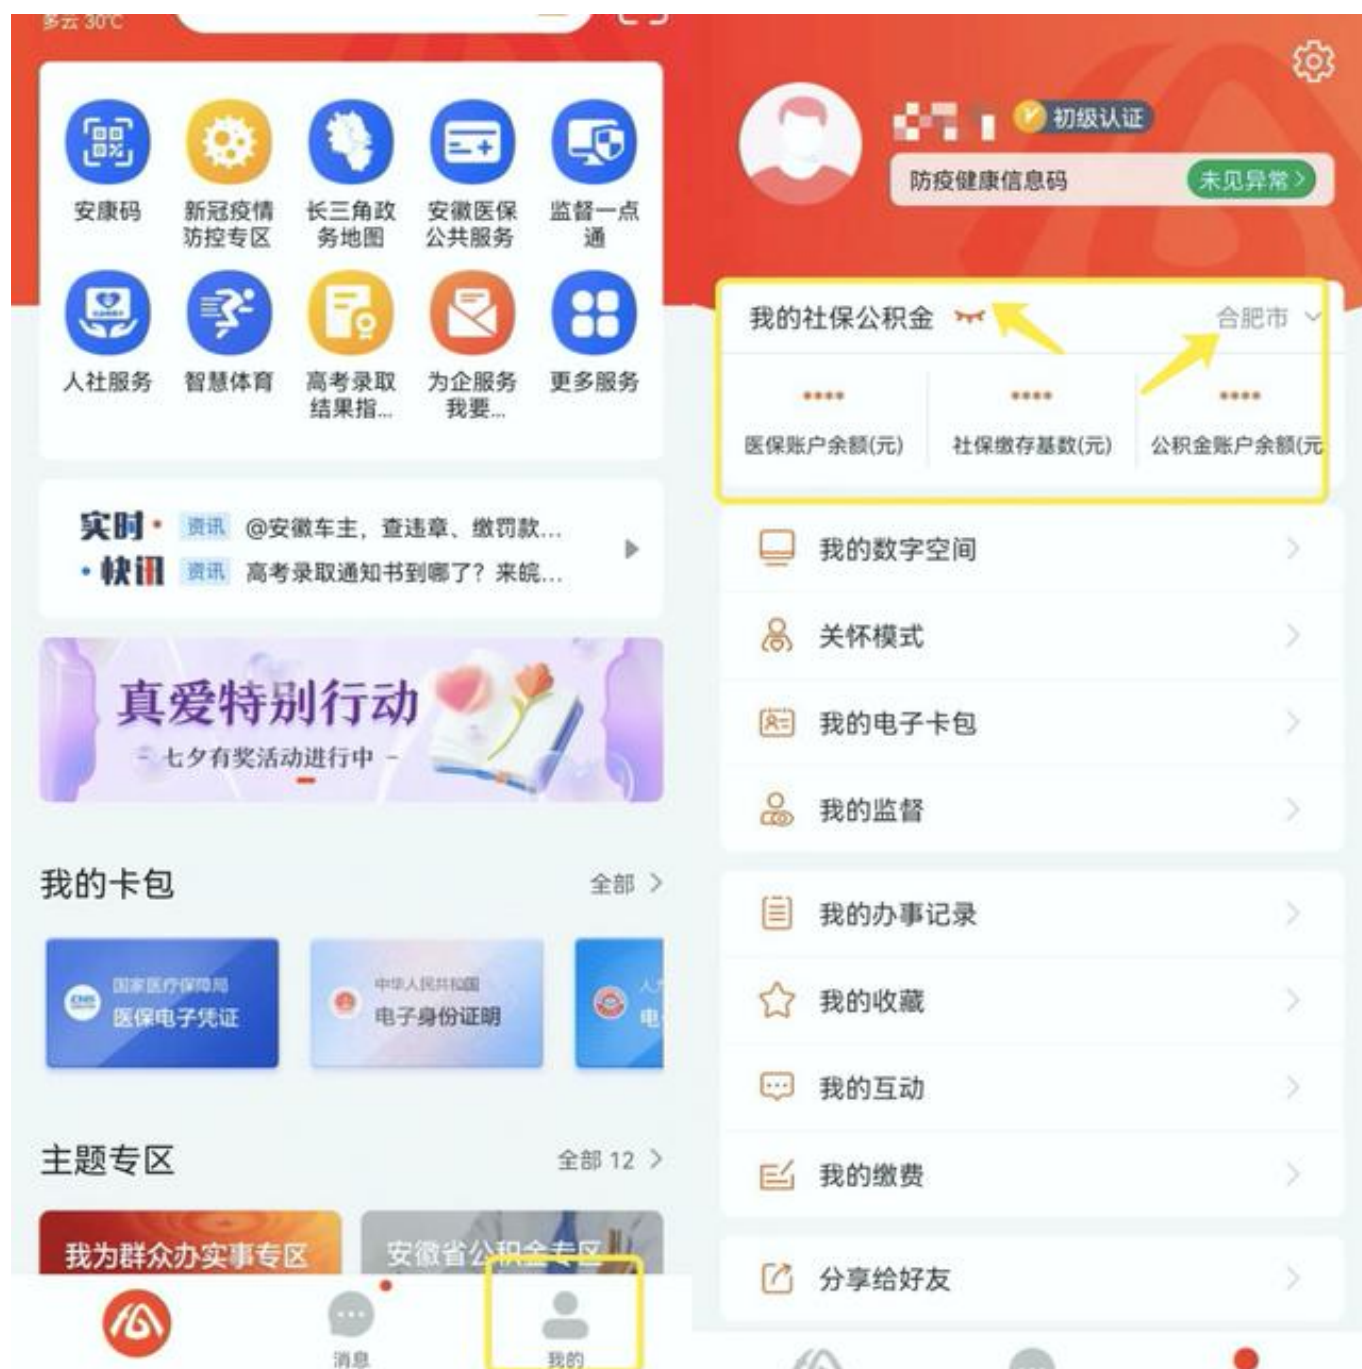 多云 30℃
安康码
新冠疫情
防控专区
长三角政
务地图
安徽医保
公共服务
监督一点
通
人社服务
智慧体育
高考录取
结果指...
为企服务
我要...
更多服务
实时
快讯
资讯 @安徽车主，查违章、缴罚款...
资讯 高考录取通知书到哪了？来皖...
真爱特别行动
- 七夕有奖活动进行中 -
我的卡包
全部 >
国家医疗保障局
医保电子凭证
中华人民共和国
电子身份证明
主题专区
全部 12 >
我为群众办实事专区
安徽省公积金专区
消息
我的
初级认证
防疫健康信息码
未见异常 >
我的社保公积金
合肥市
医保账户余额(元)
社保缴存基数(元)
公积金账户余额(元
我的数字空间
关怀模式
我的电子卡包
我的监督
我的办事记录
我的收藏
我的互动
我的缴费
分享给好友